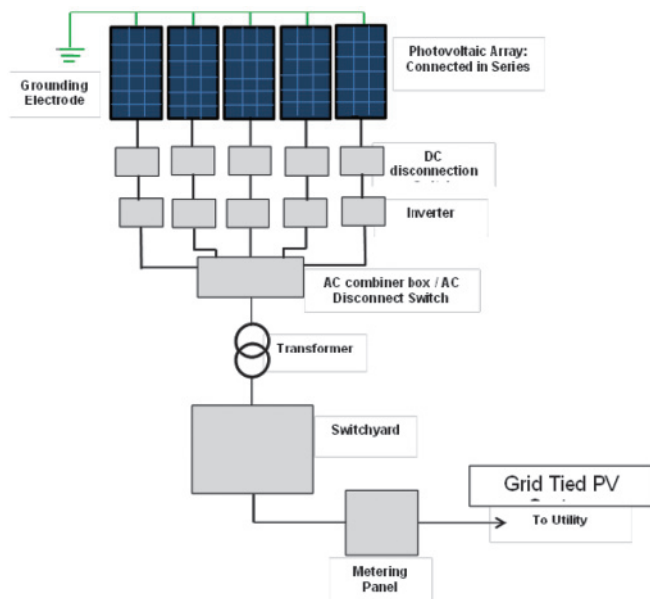 Photovoltaic Array:
Connected in Series
Grounding
Electrode
DC
disconnection
Inverter
AC combiner box / AC
Disconnect Switch
Transformer
Switchyard
Grid Tied PV
To Utility
Metering
Panel